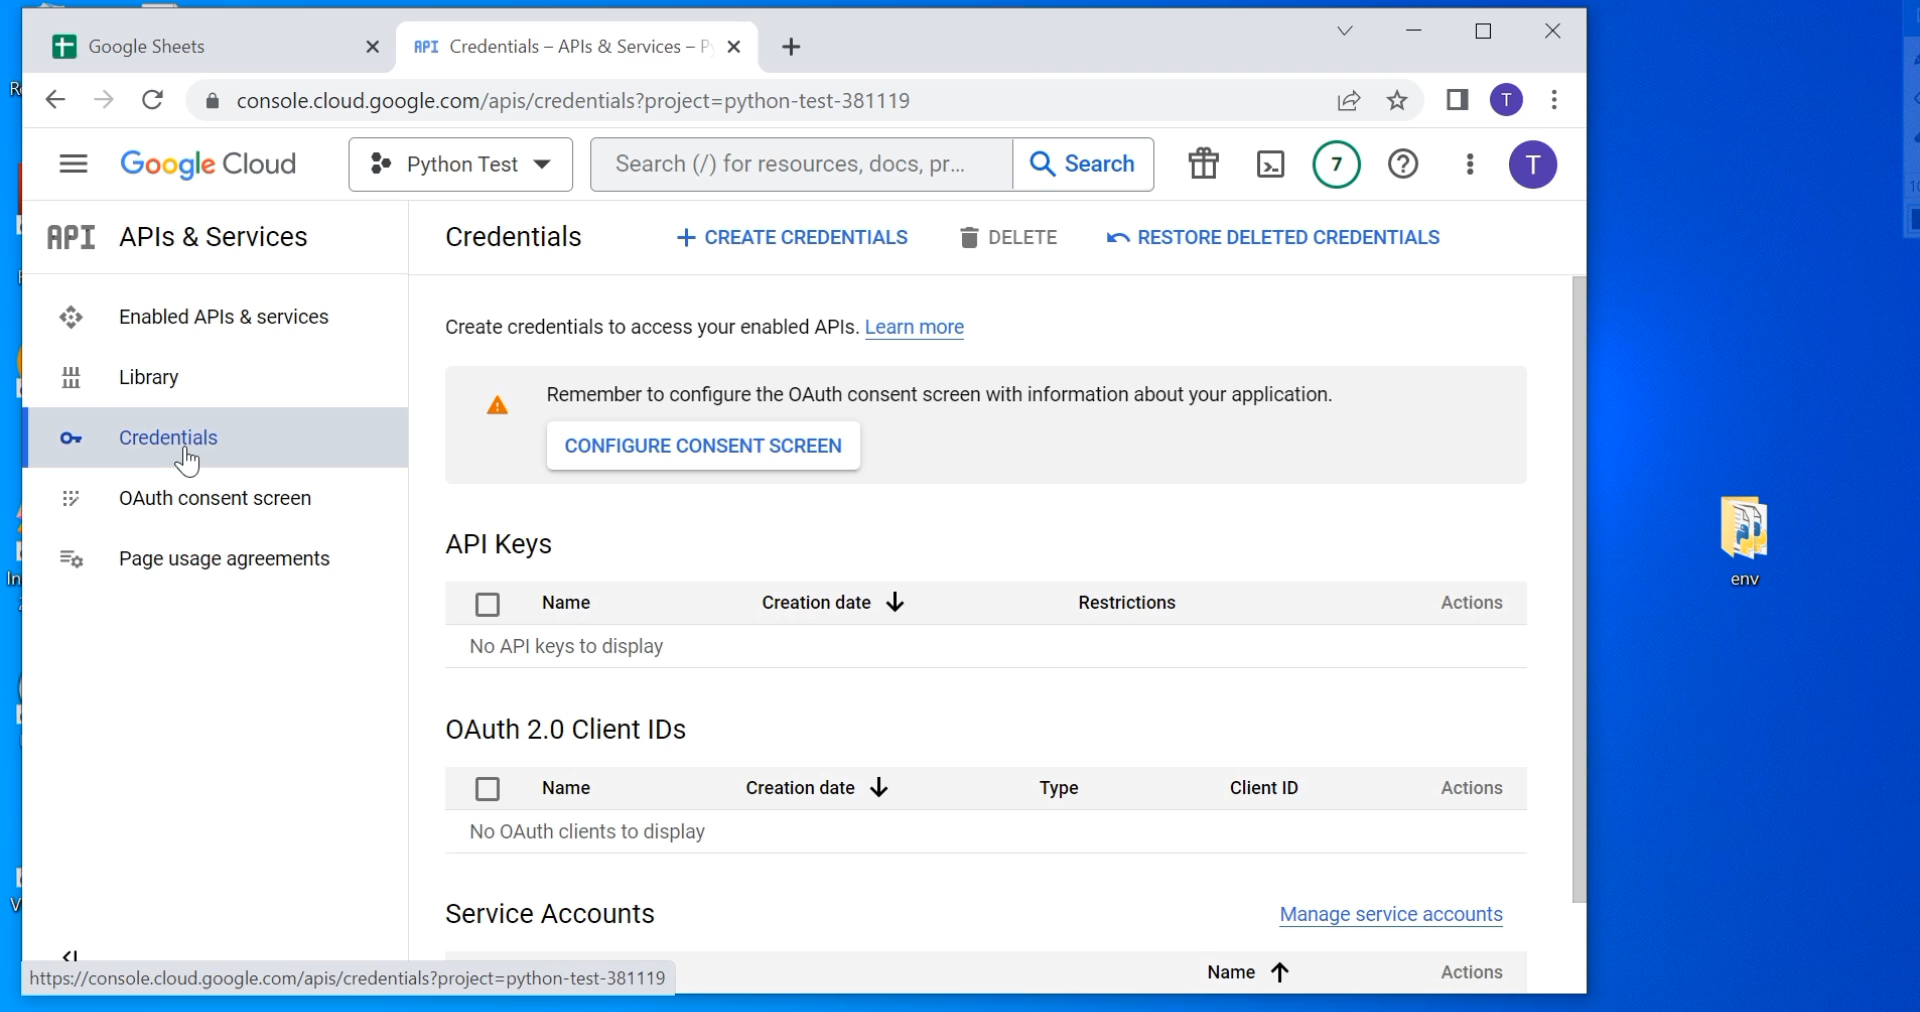 Google Sheets
API Credentials – APIs & Services – P
console.cloud.google.com/apis/credentials?project=python-test-381119
T
Google Cloud
Python Test
Search (/) for resources, docs, pr...
Search
7
T
API APIs & Services
Credentials
CREATE CREDENTIALS
DELETE
RESTORE DELETED CREDENTIALS
Enabled APIs & services
Library
Credentials
OAuth consent screen
Page usage agreements
Create credentials to access your enabled APIs. Learn more
Remember to configure the OAuth consent screen with information about your application.
CONFIGURE CONSENT SCREEN
API Keys
Name Creation date Restrictions Actions
No API keys to display
OAuth 2.0 Client IDs
Name Creation date Type Client ID Actions
No OAuth clients to display
Service Accounts
Manage service accounts
Name Actions
https://console.cloud.google.com/apis/credentials?project=python-test-381119
env